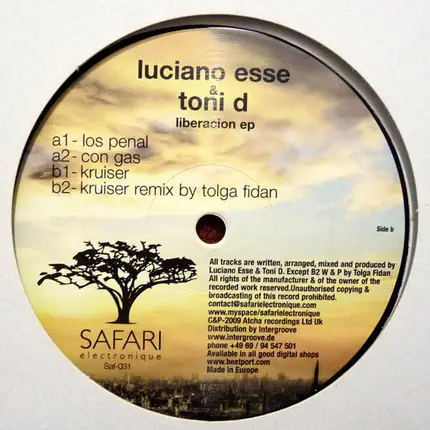 luciano esse
&
toni d
liberacion ep
a1- los penal
a2- con gas
b1- kruiser
b2- kruiser remix by tolga fidan
Side b
All tracks are written, arranged, mixed and produced by
Luciano Esse & Toni D. Except B2 W & P by Tolga Fidan.
All rights of the manufacturer & of the owner of the
recorded work reserved.Unauthorised copying &
broadcasting of this record prohibited.
contact@safarielectronique.com
www.myspace/safarielectronique
C&P-2009 Atcha recordings Ltd Uk
Distribution by Intergroove
www.intergroove.de
phone +49 69 / 94 547 501
Available in all good digital shops
www.beatport.com
Made in Europe
SAFARI
electronique
Saf-031